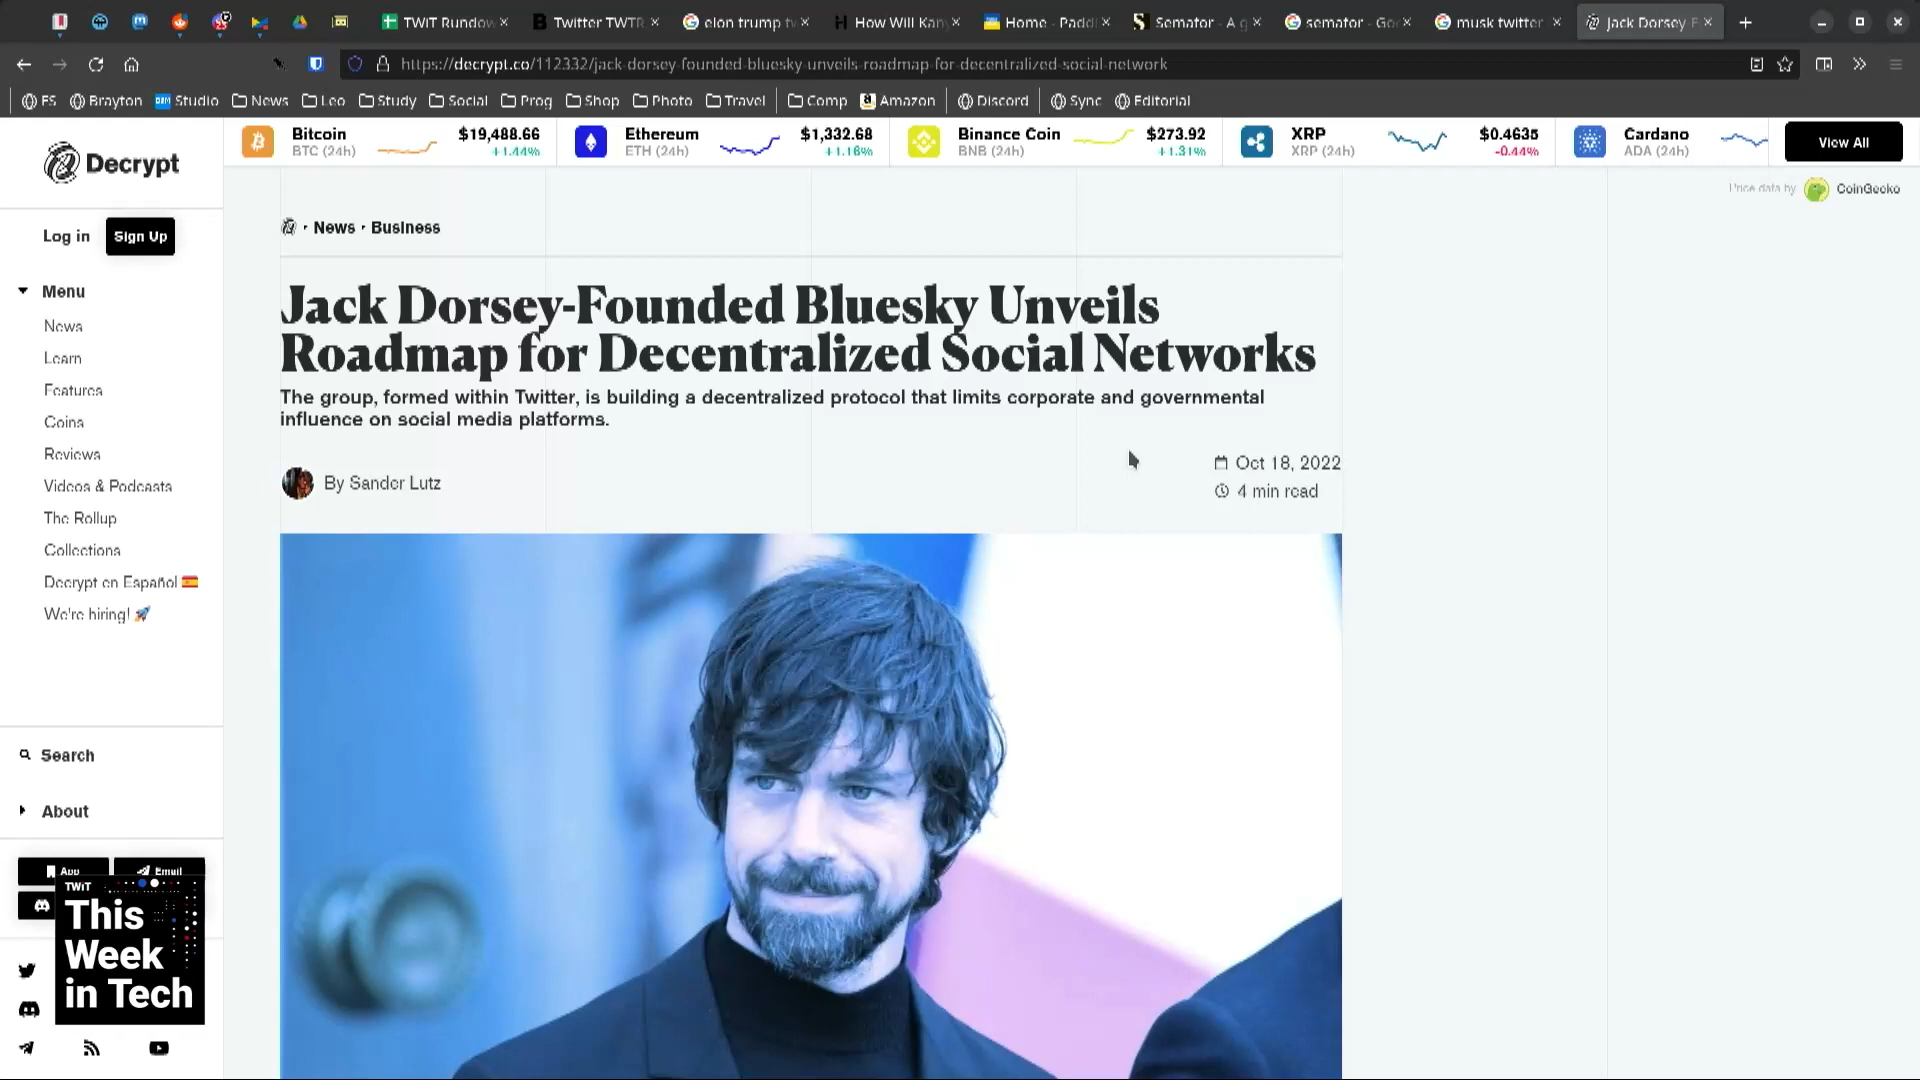 TWiT Rundow
Twitter TWTR
elon trump tw
How Will Kany
Home - Paddl
Semafor - A g
semafor - Goo
musk twitter
Jack Dorsey F
https://decrypt.co/112332/jack-dorsey-founded-bluesky-unveils-roadmap-for-decentralized-social-network
FS
Brayton
Studio
News
Leo
Study
Social
Prog
Shop
Photo
Travel
Comp
Amazon
Discord
Sync
Editorial
Decrypt
Bitcoin $19,488.66
BTC (24h) +1.44%
Ethereum $1,332.68
ETH (24h) +1.16%
Binance Coin $273.92
BNB (24h) +1.31%
XRP $0.4635
XRP (24h) -0.44%
Cardano
ADA (24h)
View All
Price data by CoinGecko
Log in Sign Up
Menu
News
Learn
Features
Coins
Reviews
Videos & Podcasts
The Rollup
Collections
Decrypt en Español
We're hiring!
Search
About
App Email
News • Business
Jack Dorsey-Founded Bluesky Unveils
Roadmap for Decentralized Social Networks
The group, formed within Twitter, is building a decentralized protocol that limits corporate and governmental
influence on social media platforms.
By Sander Lutz
Oct 18, 2022
4 min read
TWiT
This
Week
in Tech